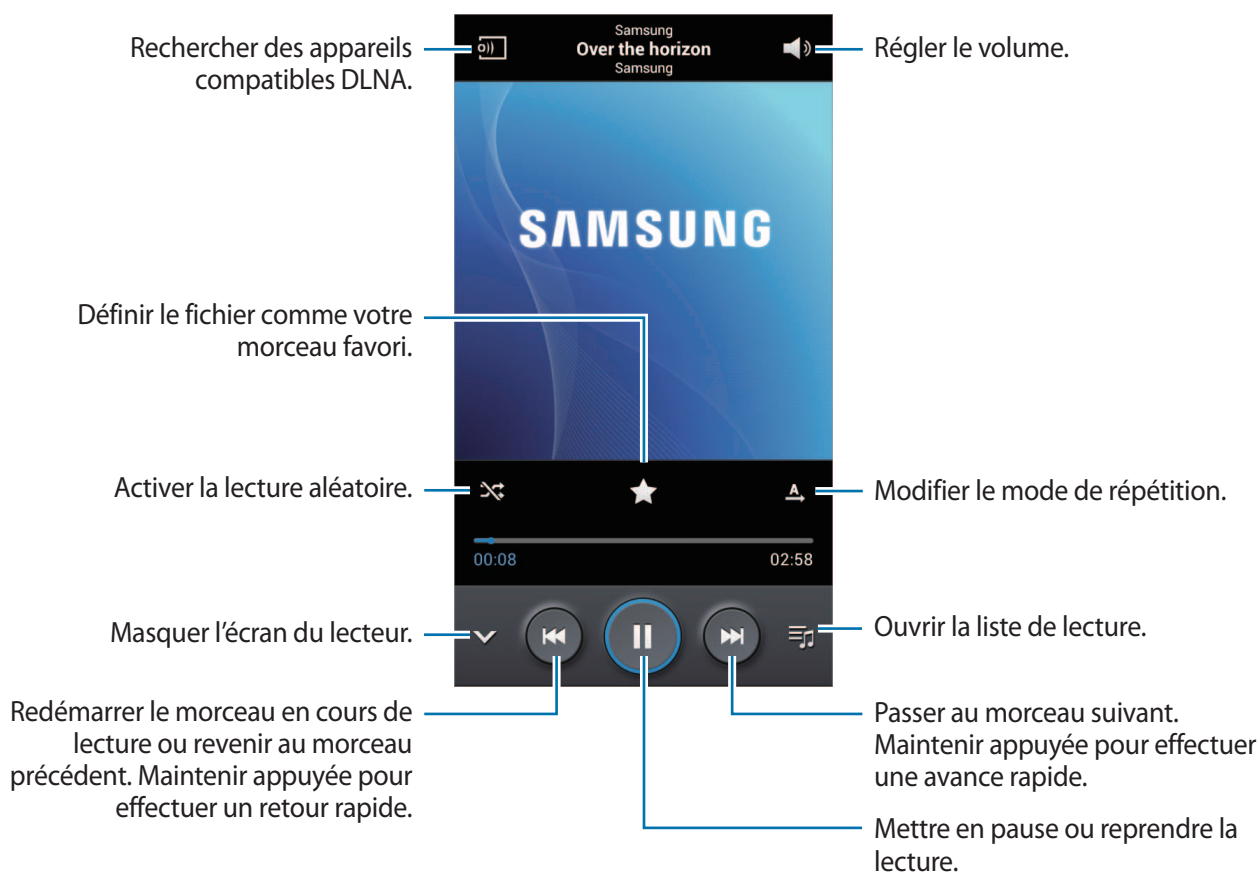 Rechercher des appareils
compatibles DLNA.
Samsung
Over the horizon
Samsung
Régler le volume.
SAMSUNG
Définir le fichier comme votre
morceau favori.
Activer la lecture aléatoire.
A
Modifier le mode de répétition.
00:08
02:58
Masquer l’écran du lecteur.
Ouvrir la liste de lecture.
Redémarrer le morceau en cours de
lecture ou revenir au morceau
précédent. Maintenir appuyée pour
effectuer un retour rapide.
Passer au morceau suivant.
Maintenir appuyée pour effectuer
une avance rapide.
Mettre en pause ou reprendre la
lecture.